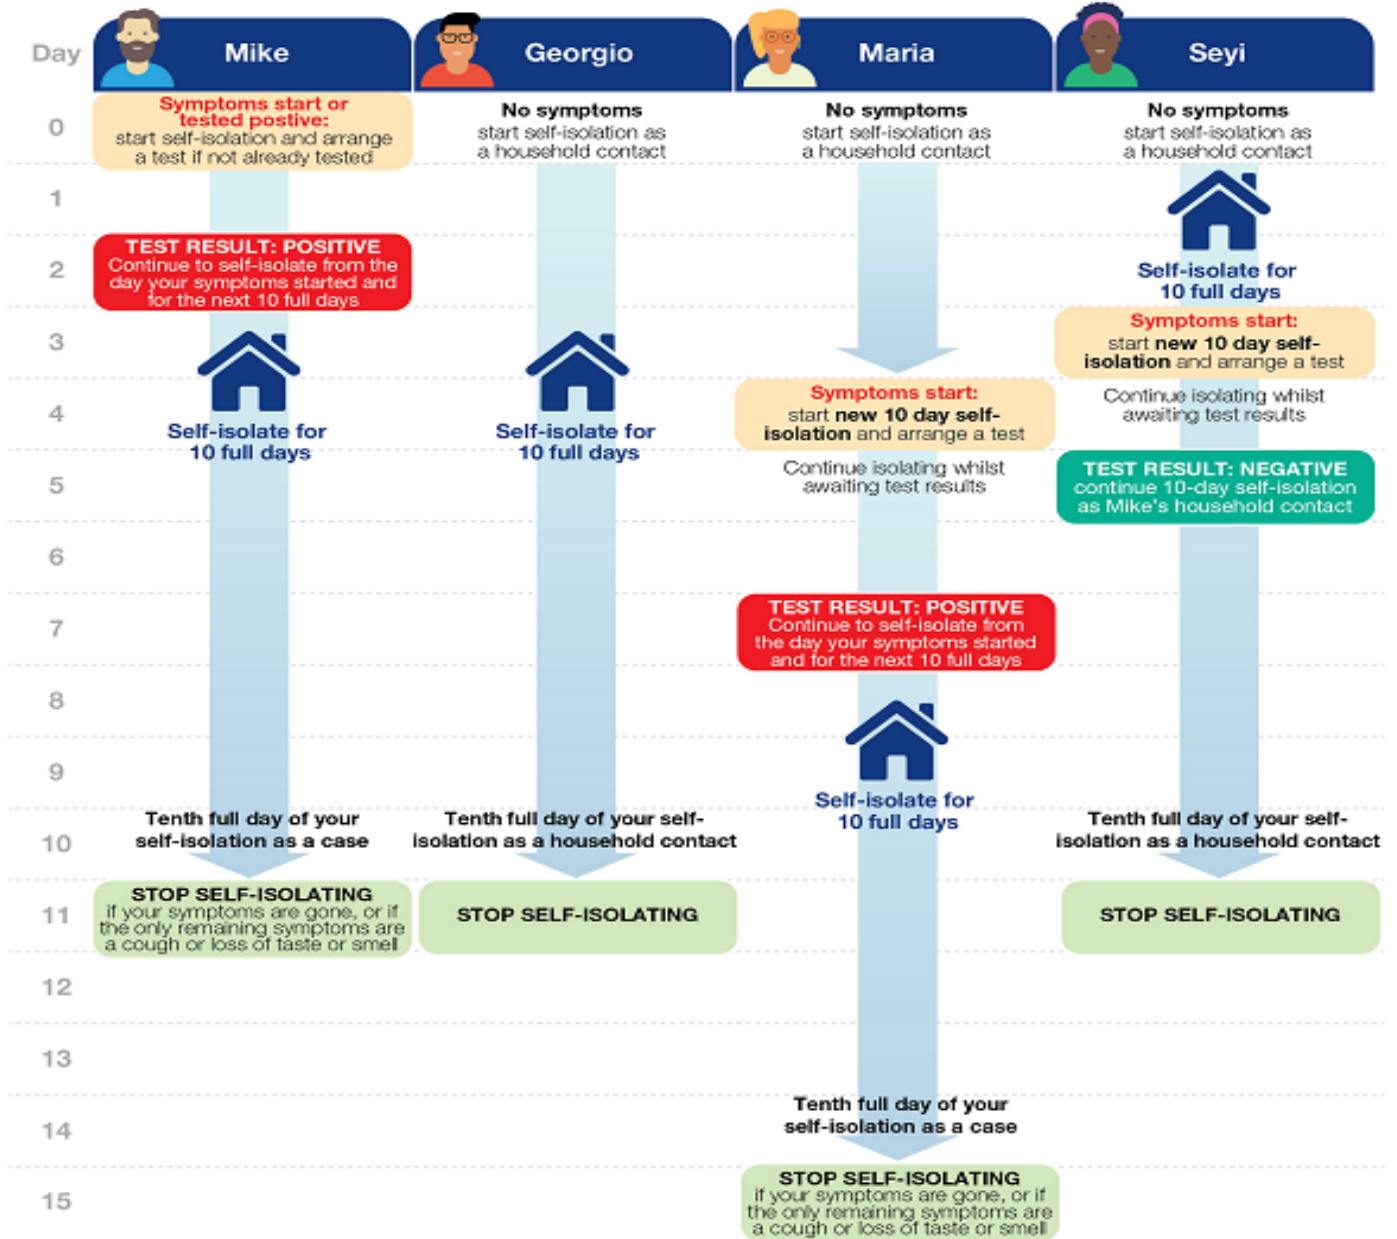 Day
Mike
Georgio
Maria
Seyi
0
Symptoms start or
tested postive:
start self-isolation and arrange
a test if not already tested
No symptoms
start self-isolation as
a household contact
No symptoms
start self-isolation as
a household contact
No symptoms
start self-isolation as
a household contact
1
2
TEST RESULT: POSITIVE
Continue to self-isolate from the
day your symptoms started and
for the next 10 full days
Self-isolate for
10 full days
3
Symptoms start:
start new 10 day self-
isolation and arrange a test
4
Self-isolate for
10 full days
Self-isolate for
10 full days
Symptoms start:
start new 10 day self-
isolation and arrange a test
Continue isolating whilst
awaiting test results
5
Continue isolating whilst
awaiting test results
TEST RESULT: NEGATIVE
continue 10-day self-isolation
as Mike's household contact
6
7
TEST RESULT: POSITIVE
Continue to self-isolate from
the day your symptoms started
and for the next 10 full days
8
9
Self-isolate for
10 full days
10
Tenth full day of your
self-isolation as a case
Tenth full day of your self-
isolation as a household contact
Tenth full day of your self-
isolation as a household contact
11
STOP SELF-ISOLATING
if your symptoms are gone, or if
the only remaining symptoms are
a cough or loss of taste or smell
STOP SELF-ISOLATING
STOP SELF-ISOLATING
12
13
14
Tenth full day of your
self-isolation as a case
15
STOP SELF-ISOLATING
if your symptoms are gone, or if
the only remaining symptoms are
a cough or loss of taste or smell